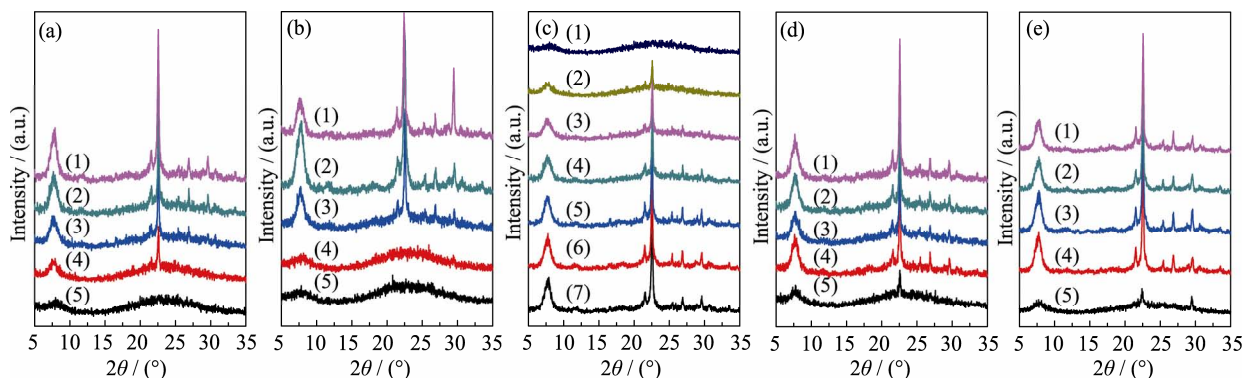 (a)
(1)
(2)
(3)
(4)
(5)
Intensity / (a.u.)
5 10 15 20 25 30 35
2θ / (°)
(b)
(1)
(2)
(3)
(4)
(5)
Intensity / (a.u.)
5 10 15 20 25 30 35
2θ / (°)
(c)
(1)
(2)
(3)
(4)
(5)
(6)
(7)
Intensity / (a.u.)
5 10 15 20 25 30 35
2θ / (°)
(d)
(1)
(2)
(3)
(4)
(5)
Intensity / (a.u.)
5 10 15 20 25 30 35
2θ / (°)
(e)
(1)
(2)
(3)
(4)
(5)
Intensity / (a.u.)
5 10 15 20 25 30 35
2θ / (°)